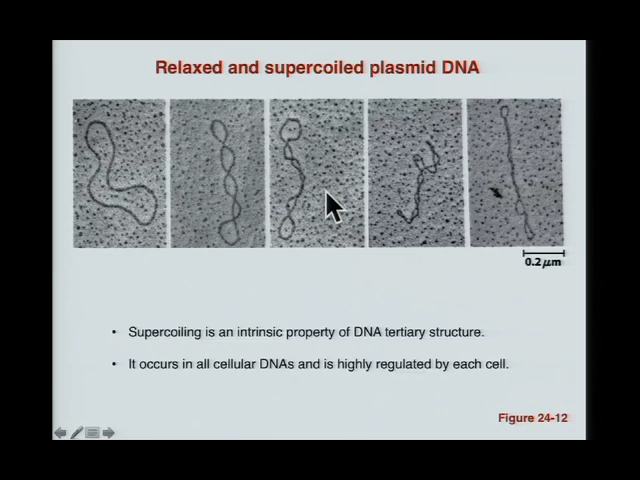 Relaxed and supercoiled plasmid DNA
0.2 μm
• Supercoiling is an intrinsic property of DNA tertiary structure.
• It occurs in all cellular DNAs and is highly regulated by each cell.
Figure 24-12